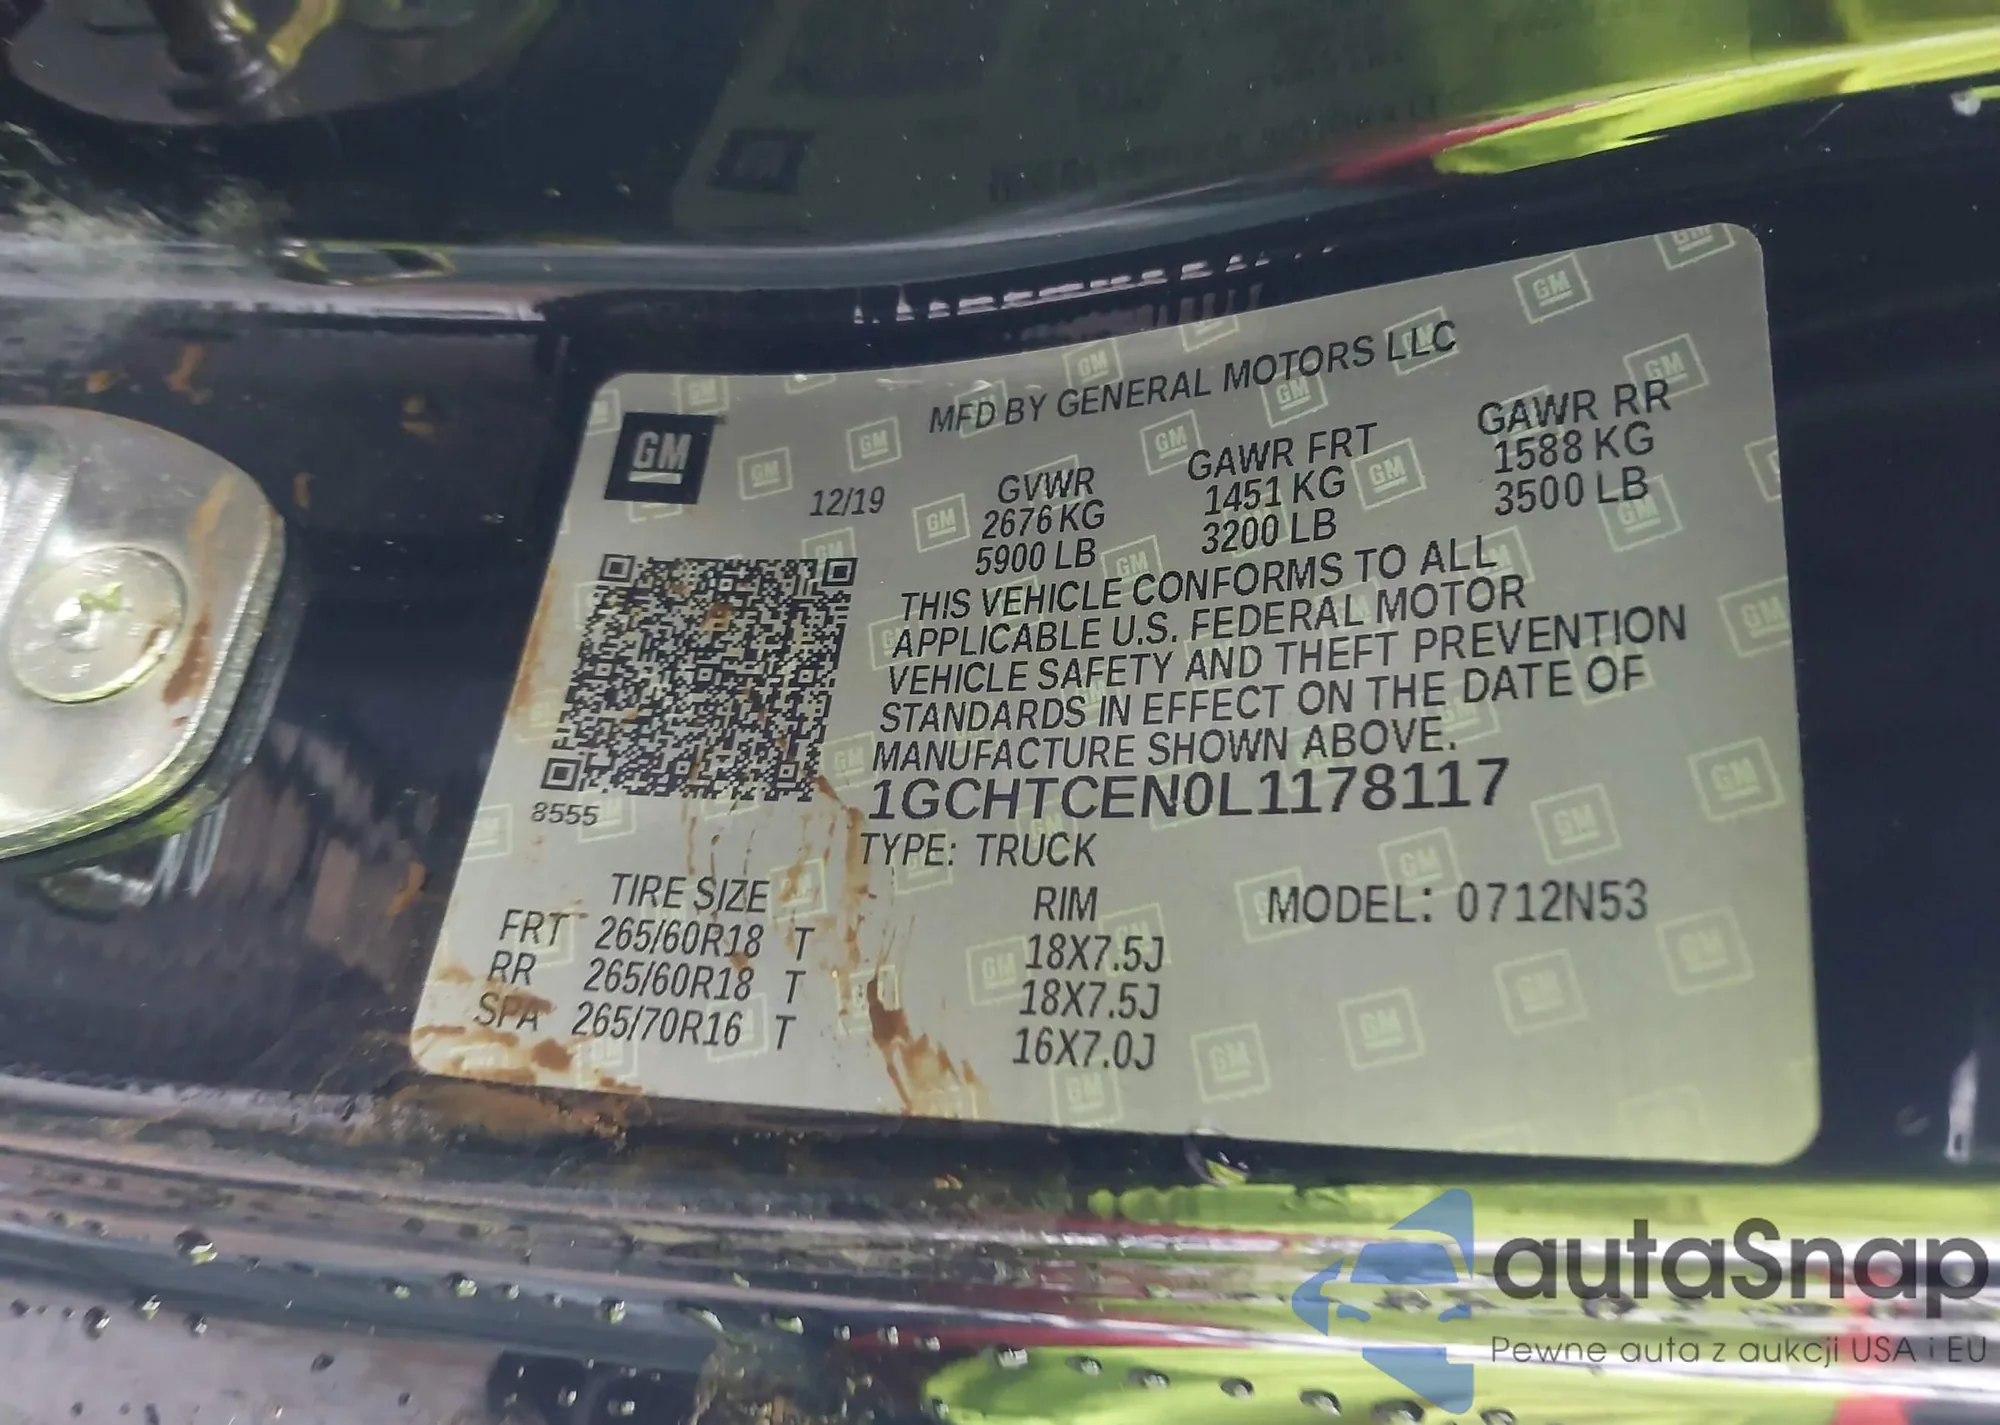 MFD BY GENERAL MOTORS LLC
GM
12/19
GVWR GAWR FRT GAWR RR
2676 KG 1451 KG 1588 KG
5900 LB 3200 LB 3500 LB
THIS VEHICLE CONFORMS TO ALL
APPLICABLE U.S. FEDERAL MOTOR
VEHICLE SAFETY AND THEFT PREVENTION
STANDARDS IN EFFECT ON THE DATE OF
MANUFACTURE SHOWN ABOVE.
1GCHTCEN0L1178117
8555
TYPE: TRUCK
TIRE SIZE RIM MODEL: 0712N53
FRT 265/60R18 T 18X7.5J
RR 265/60R18 T 18X7.5J
SPA 265/70R16 T 16X7.0J
autaSnap
Pewne auta z aukcji USA i EU